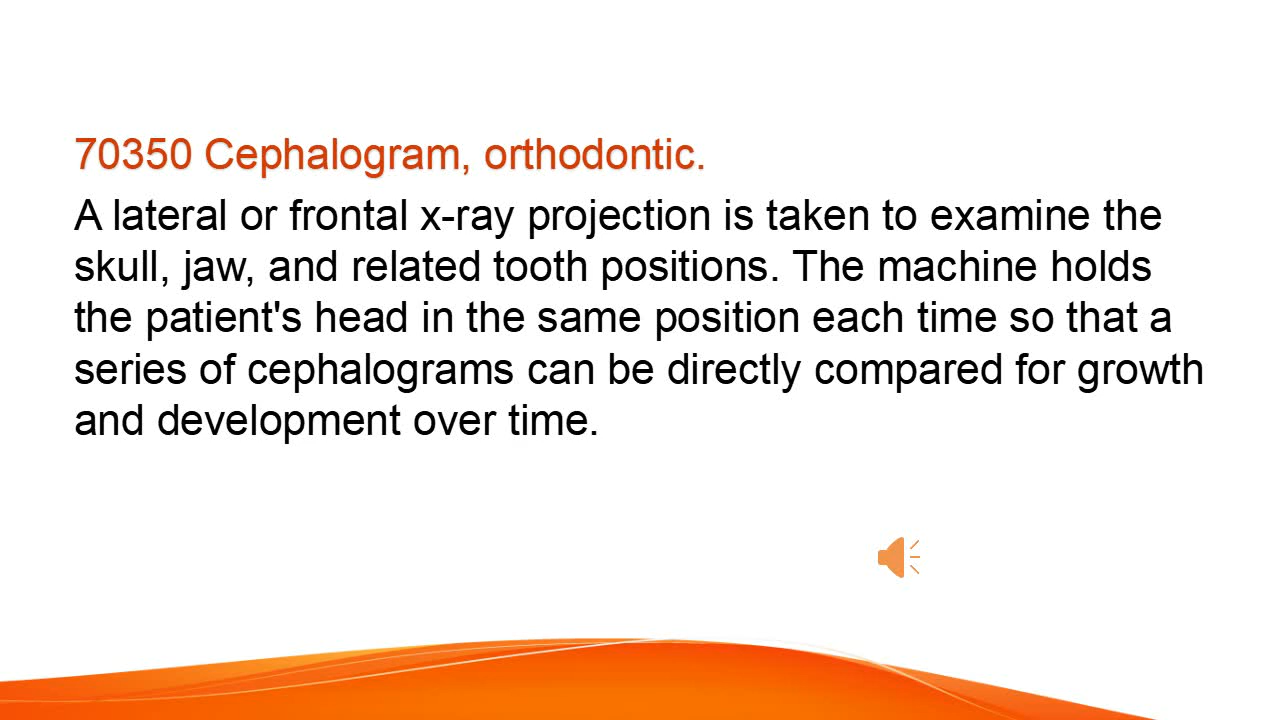 70350 Cephalogram, orthodontic.
A lateral or frontal x-ray projection is taken to examine the
skull, jaw, and related tooth positions. The machine holds
the patient's head in the same position each time so that a
series of cephalograms can be directly compared for growth
and development over time.